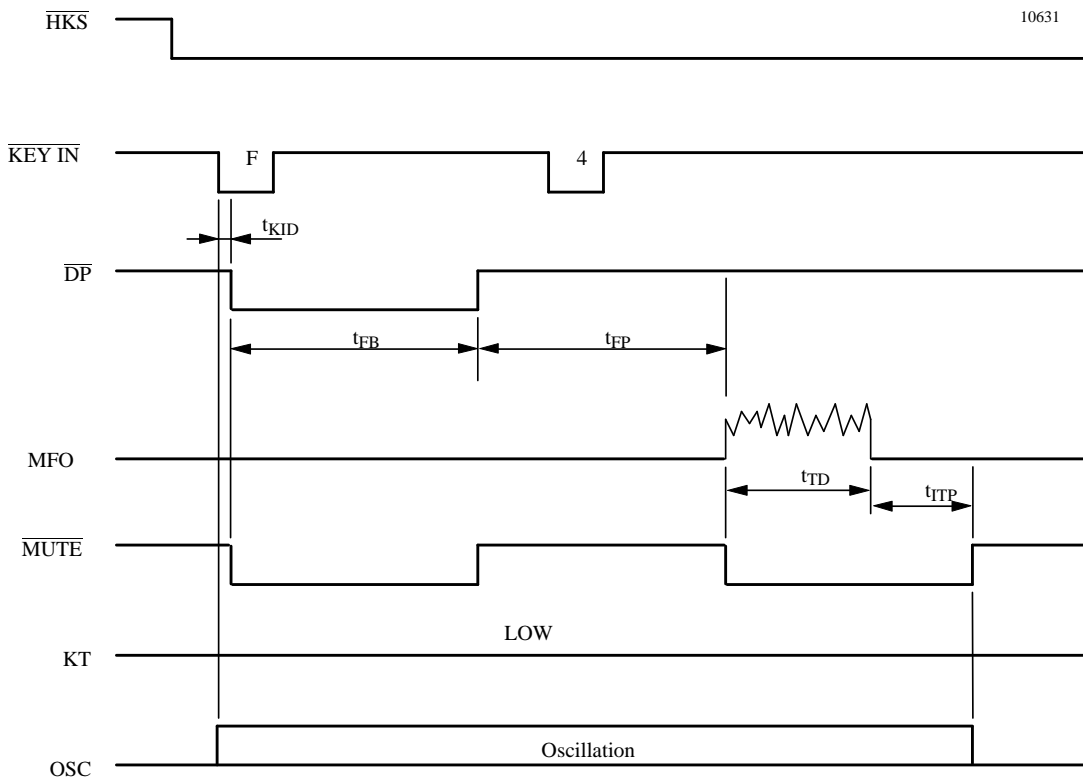 HKS
10631
KEY IN
F
4
tKID
DP
tFB
tFP
MFO
tTD
tITP
MUTE
LOW
KT
Oscillation
OSC